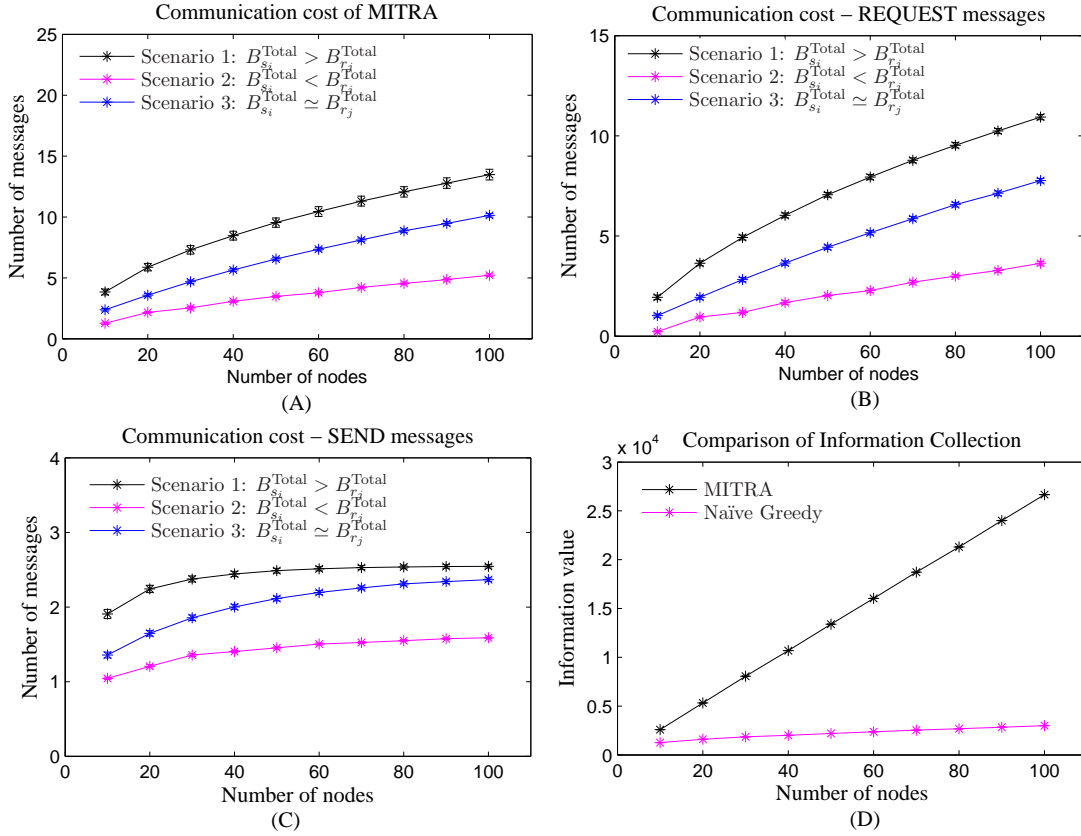 Communication cost of MITRA
25
20
15
10
5
0
Number of messages
Scenario 1: B_{s_i}^{Total} > B_{r_j}^{Total}
Scenario 2: B_{s_i}^{Total} < B_{r_j}^{Total}
Scenario 3: B_{s_i}^{Total} ≃ B_{r_j}^{Total}
0 20 40 60 80 100
Number of nodes
(A)
Communication cost – REQUEST messages
15
10
5
0
Number of messages
Scenario 1: B_{s_i}^{Total} > B_{r_j}^{Total}
Scenario 2: B_{s_i}^{Total} < B_{r_j}^{Total}
Scenario 3: B_{s_i}^{Total} ≃ B_{r_j}^{Total}
0 20 40 60 80 100
Number of nodes
(B)
Communication cost – SEND messages
4
3
2
1
0
Number of messages
Scenario 1: B_{s_i}^{Total} > B_{r_j}^{Total}
Scenario 2: B_{s_i}^{Total} < B_{r_j}^{Total}
Scenario 3: B_{s_i}^{Total} ≃ B_{r_j}^{Total}
0 20 40 60 80 100
Number of nodes
(C)
Comparison of Information Collection
x 10^4
3
2.5
2
1.5
1
0.5
0
Information value
MITRA
Naïve Greedy
0 20 40 60 80 100
Number of nodes
(D)